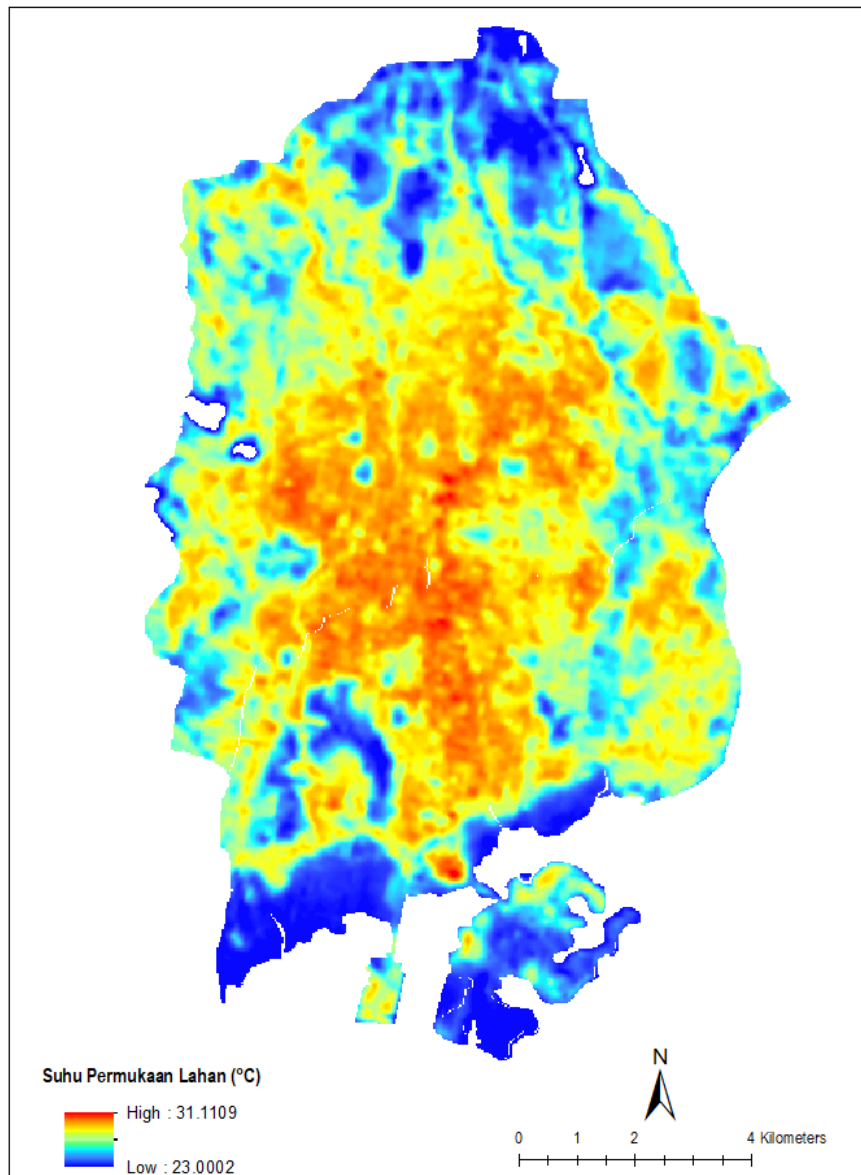 N
Suhu Permukaan Lahan (°C)
High : 31.1109
Low : 23.0002
0 1 2 4 Kilometers